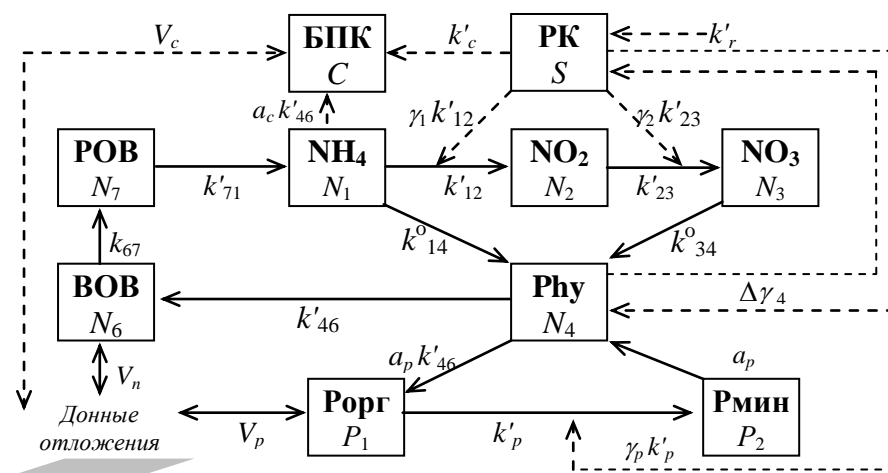 V_c
БПК
C
k'_c
РК
S
k'_r
a_c k'_46
γ_1 k'_12
γ_2 k'_23
РОВ
N_7
k'_71
NH_4
N_1
k'_12
NO_2
N_2
k'_23
NO_3
N_3
k_67
k^o_14
k^o_34
ВОВ
N_6
k'_46
Phy
N_4
Δγ_4
V_n
a_p k'_46
a_p
Донные
отложения
V_p
Pорг
P_1
k'_p
Pмин
P_2
γ_p k'_p